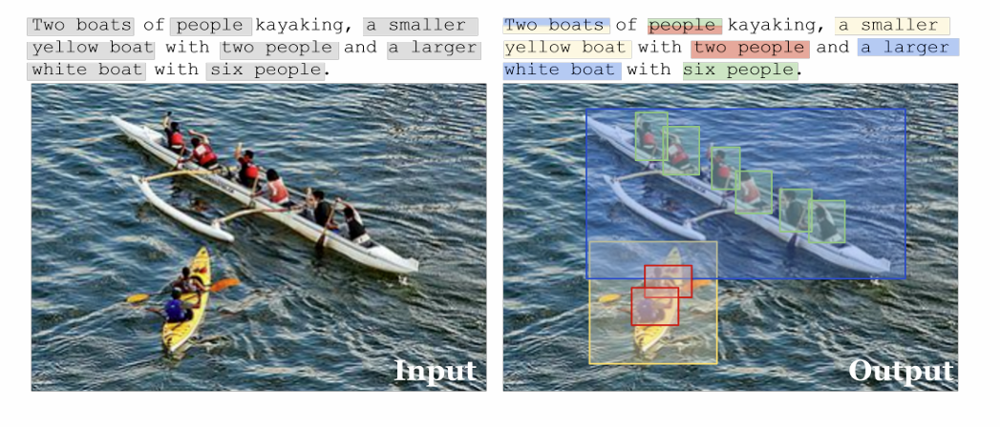 Two boats of people kayaking, a smaller
yellow boat with two people and a larger
white boat with six people.
Input
Two boats of people kayaking, a smaller
yellow boat with two people and a larger
white boat with six people.
Output